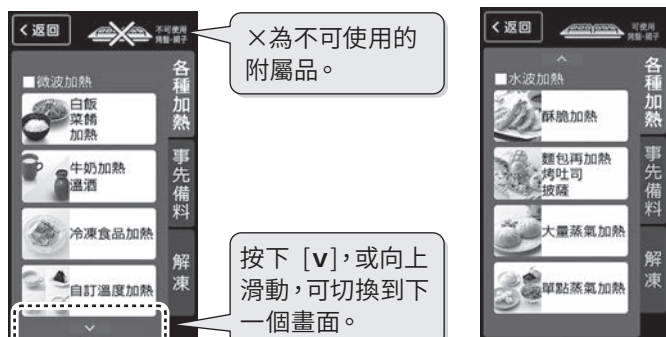 <返回
不可使用
烤盤·網子
×為不可使用的
附屬品。
■微波加熱
白飯
菜餚
加熱
牛奶加熱
溫酒
冷凍食品加熱
自訂溫度加熱
各種加熱
事先備料
解凍
按下 [v],或向上
滑動,可切換到下
一個畫面。
<返回
可使用
烤盤·網子
■水波加熱
酥脆加熱
麵包再加熱
烤吐司
披薩
大量蒸氣加熱
單點蒸氣加熱
各種加熱
事先備料
解凍